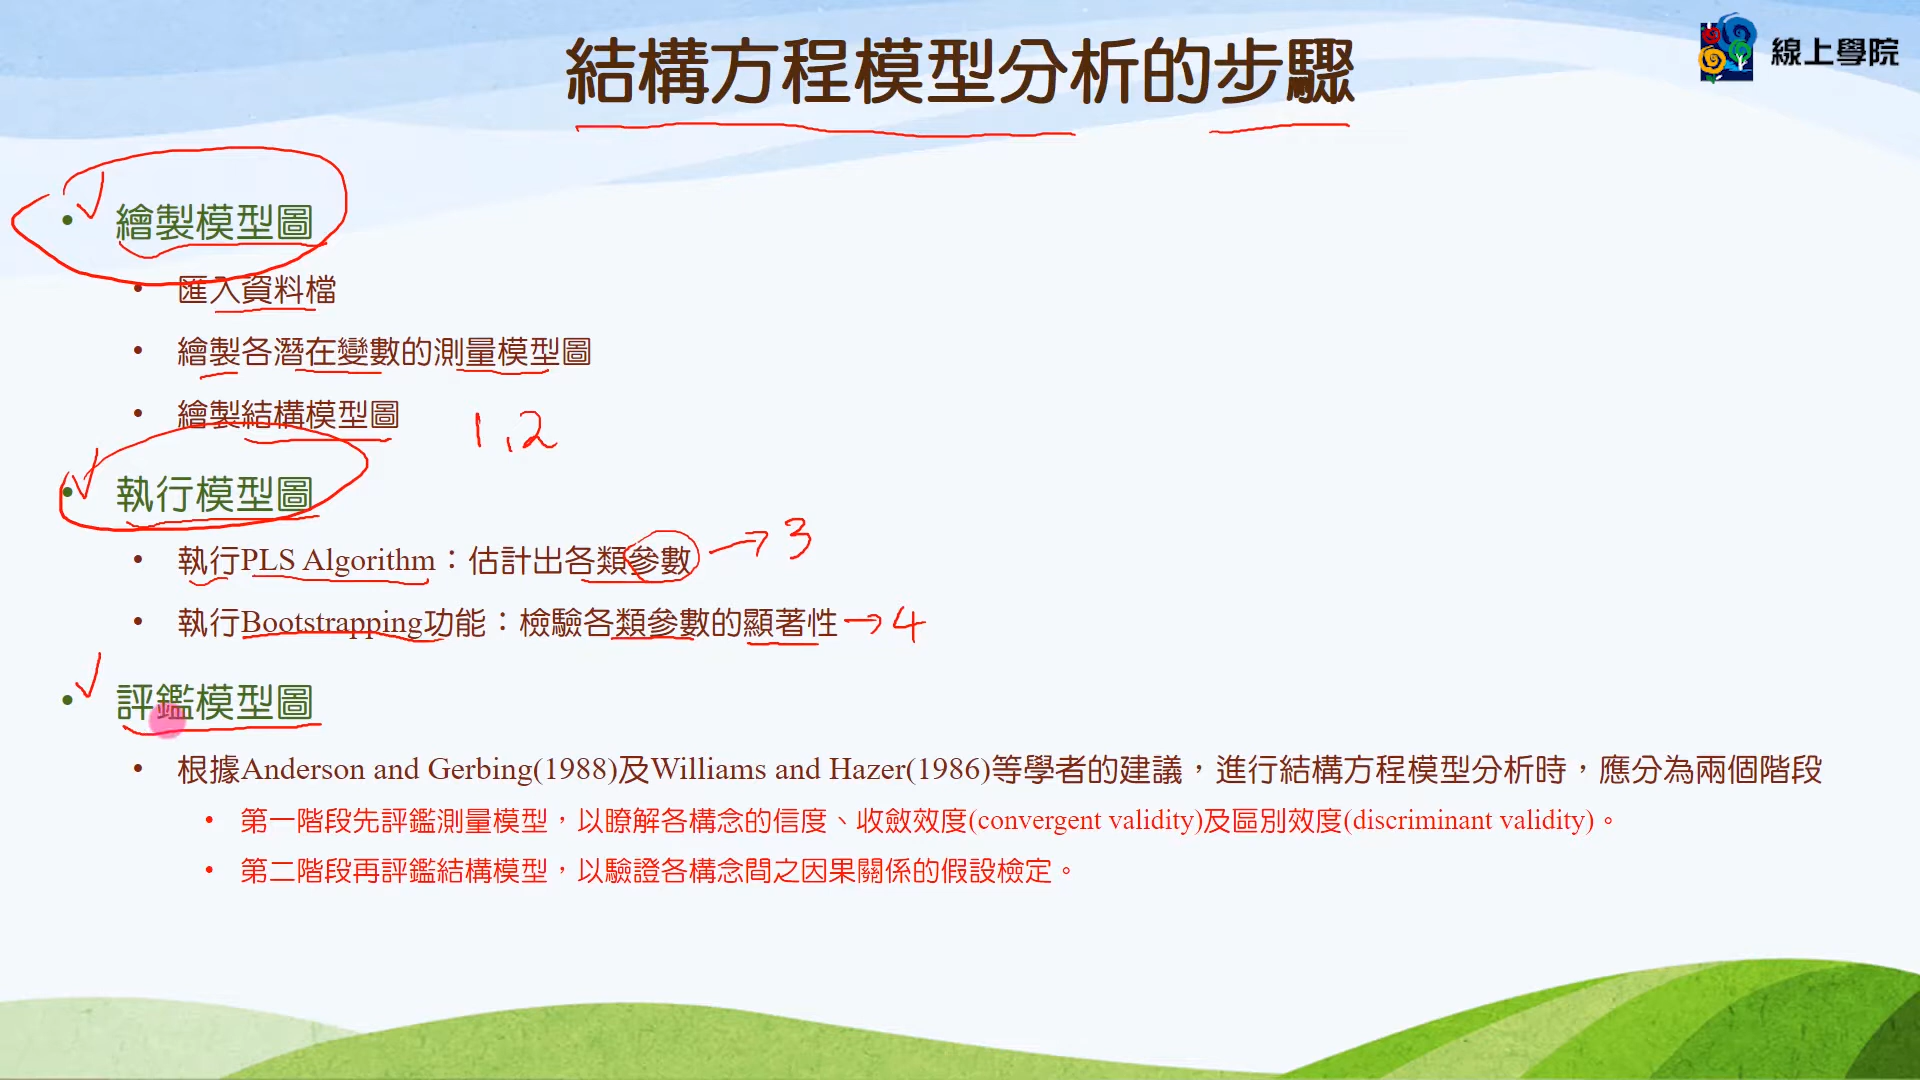 結構方程模型分析的步驟
線上學院
• 繪製模型圖
• 匯入資料檔
• 繪製各潛在變數的測量模型圖
• 繪製結構模型圖
1,2
• 執行模型圖
• 執行PLS Algorithm：估計出各類參數 → 3
• 執行Bootstrapping功能：檢驗各類參數的顯著性 → 4
• 評鑑模型圖
• 根據Anderson and Gerbing(1988)及Williams and Hazer(1986)等學者的建議，進行結構方程模型分析時，應分為兩個階段
• 第一階段先評鑑測量模型，以瞭解各構念的信度、收斂效度(convergent validity)及區別效度(discriminant validity)。
• 第二階段再評鑑結構模型，以驗證各構念間之因果關係的假設檢定。